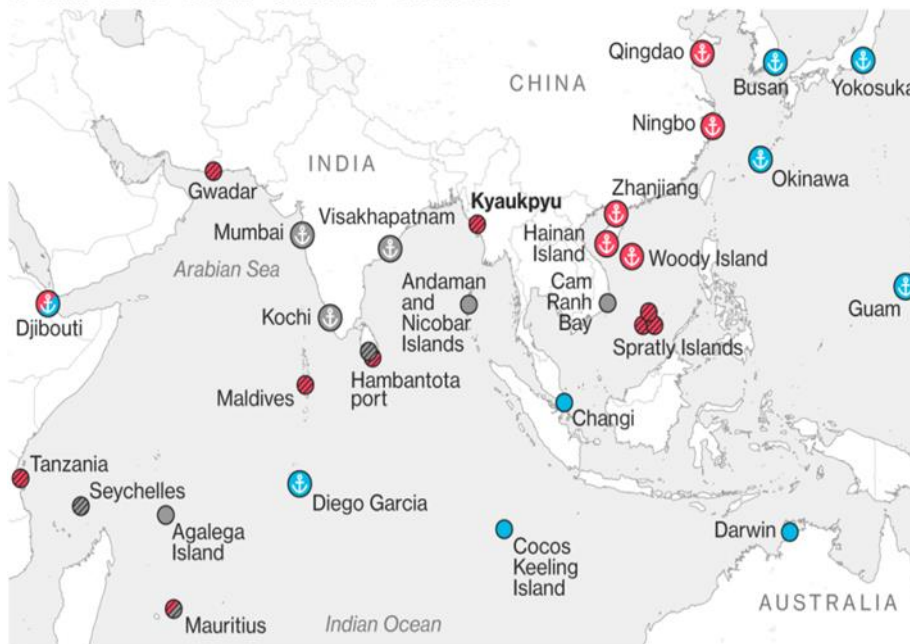 Qingdao
CHINA
Busan
Yokosuka
Ningbo
INDIA
Okinawa
Gwadar
Kyaukpyu
Zhanjiang
Visakhapatnam
Mumbai
Hainan
Island
Woody Island
Arabian Sea
Andaman
and
Nicobar
Islands
Cam
Ranh
Bay
Guam
Djibouti
Kochi
Spratly Islands
Maldives
Hambantota
port
Changi
Tanzania
Seychelles
Diego Garcia
Agalega
Island
Darwin
Cocos
Keeling
Island
AUSTRALIA
Mauritius
Indian Ocean